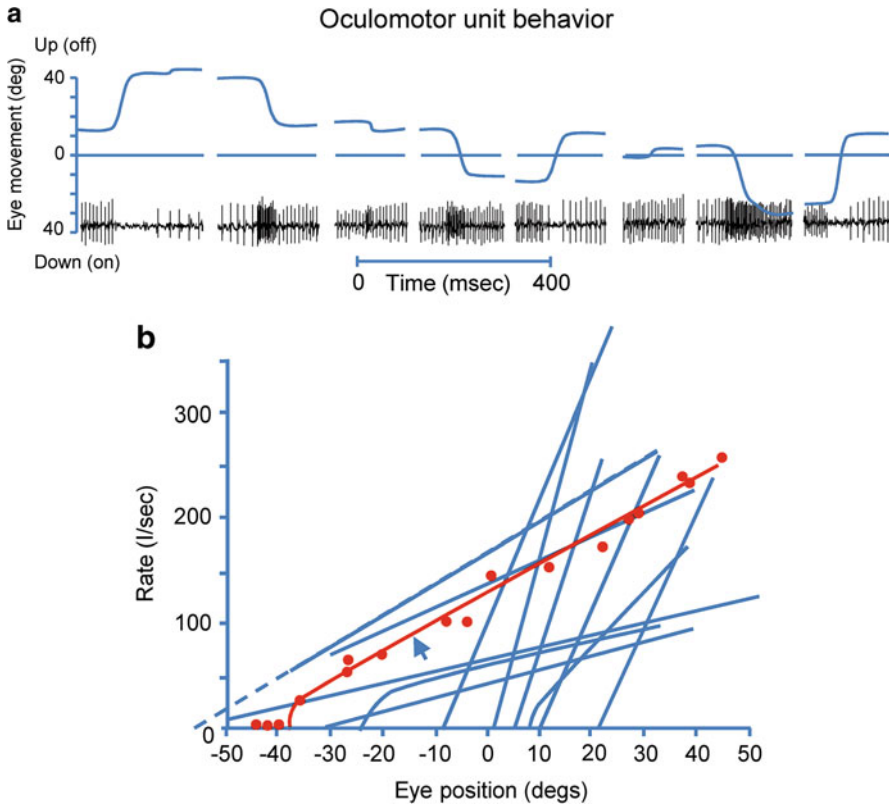 a
Oculomotor unit behavior
Up (off)
Eye movement (deg)
40
0
40
Down (on)
0 Time (msec) 400
b
Rate (I/sec)
300
200
100
0
-50 -40 -30 -20 -10 0 10 20 30 40 50
Eye position (degs)